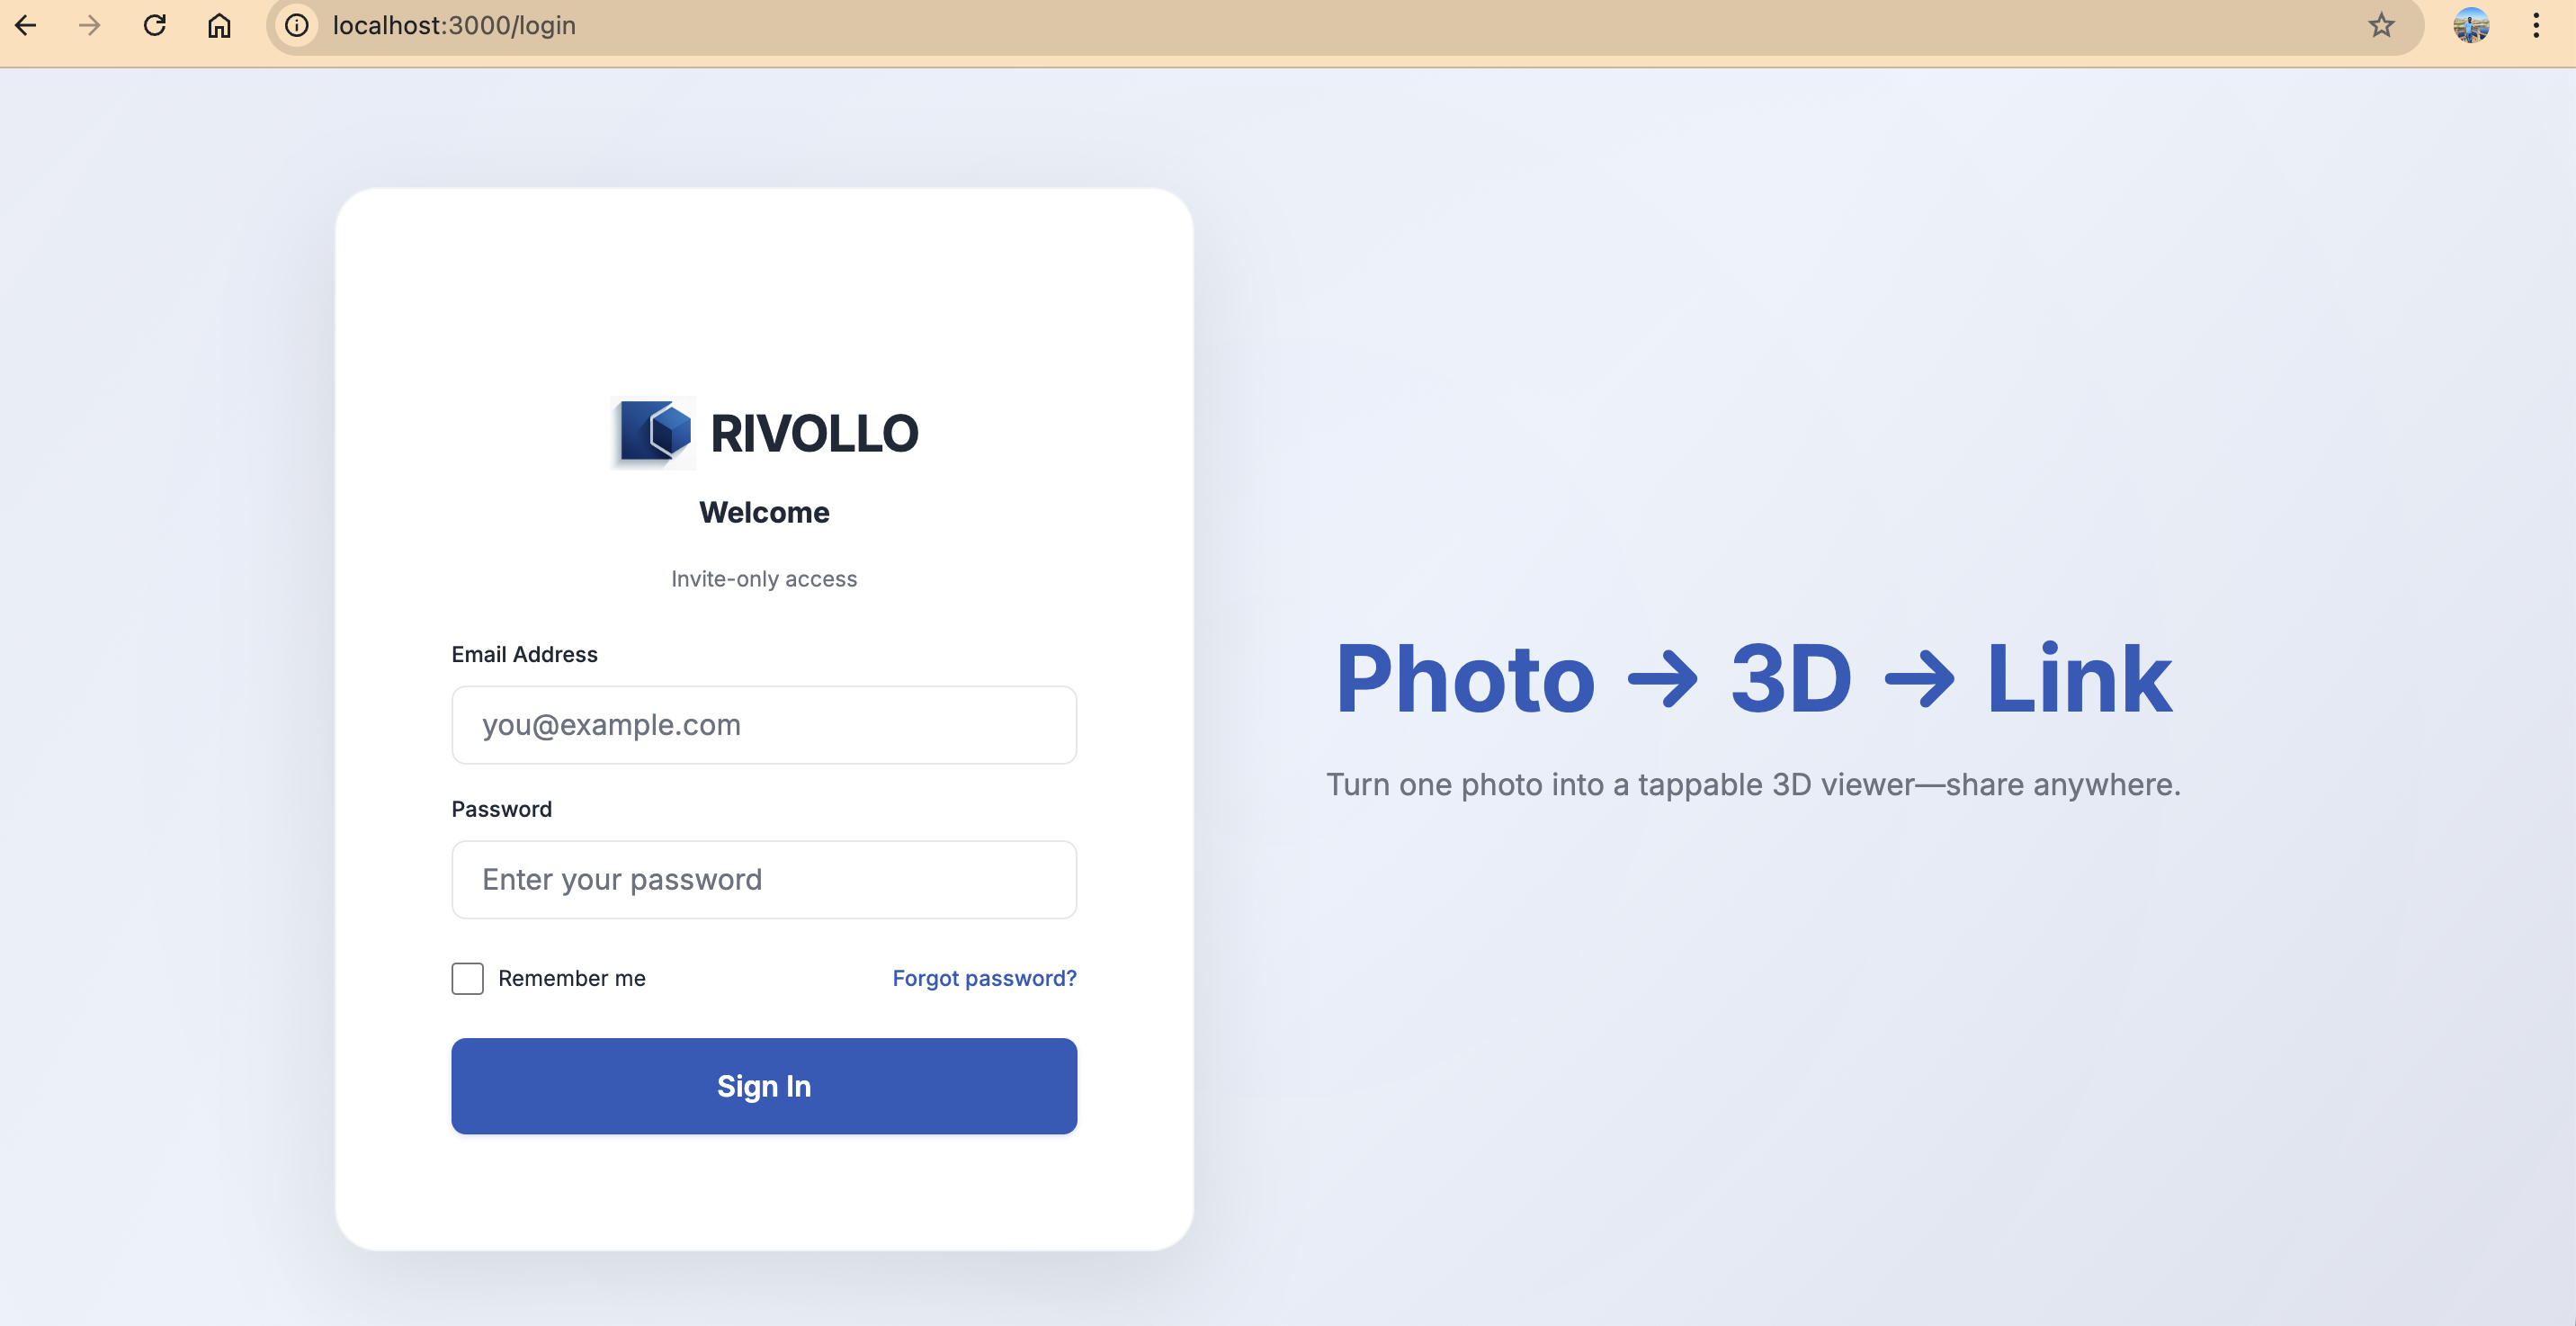 localhost:3000/login
RIVOLLO
Welcome
Invite-only access
Email Address
you@example.com
Password
Enter your password
Remember me
Forgot password?
Sign In
Photo → 3D → Link
Turn one photo into a tappable 3D viewer—share anywhere.